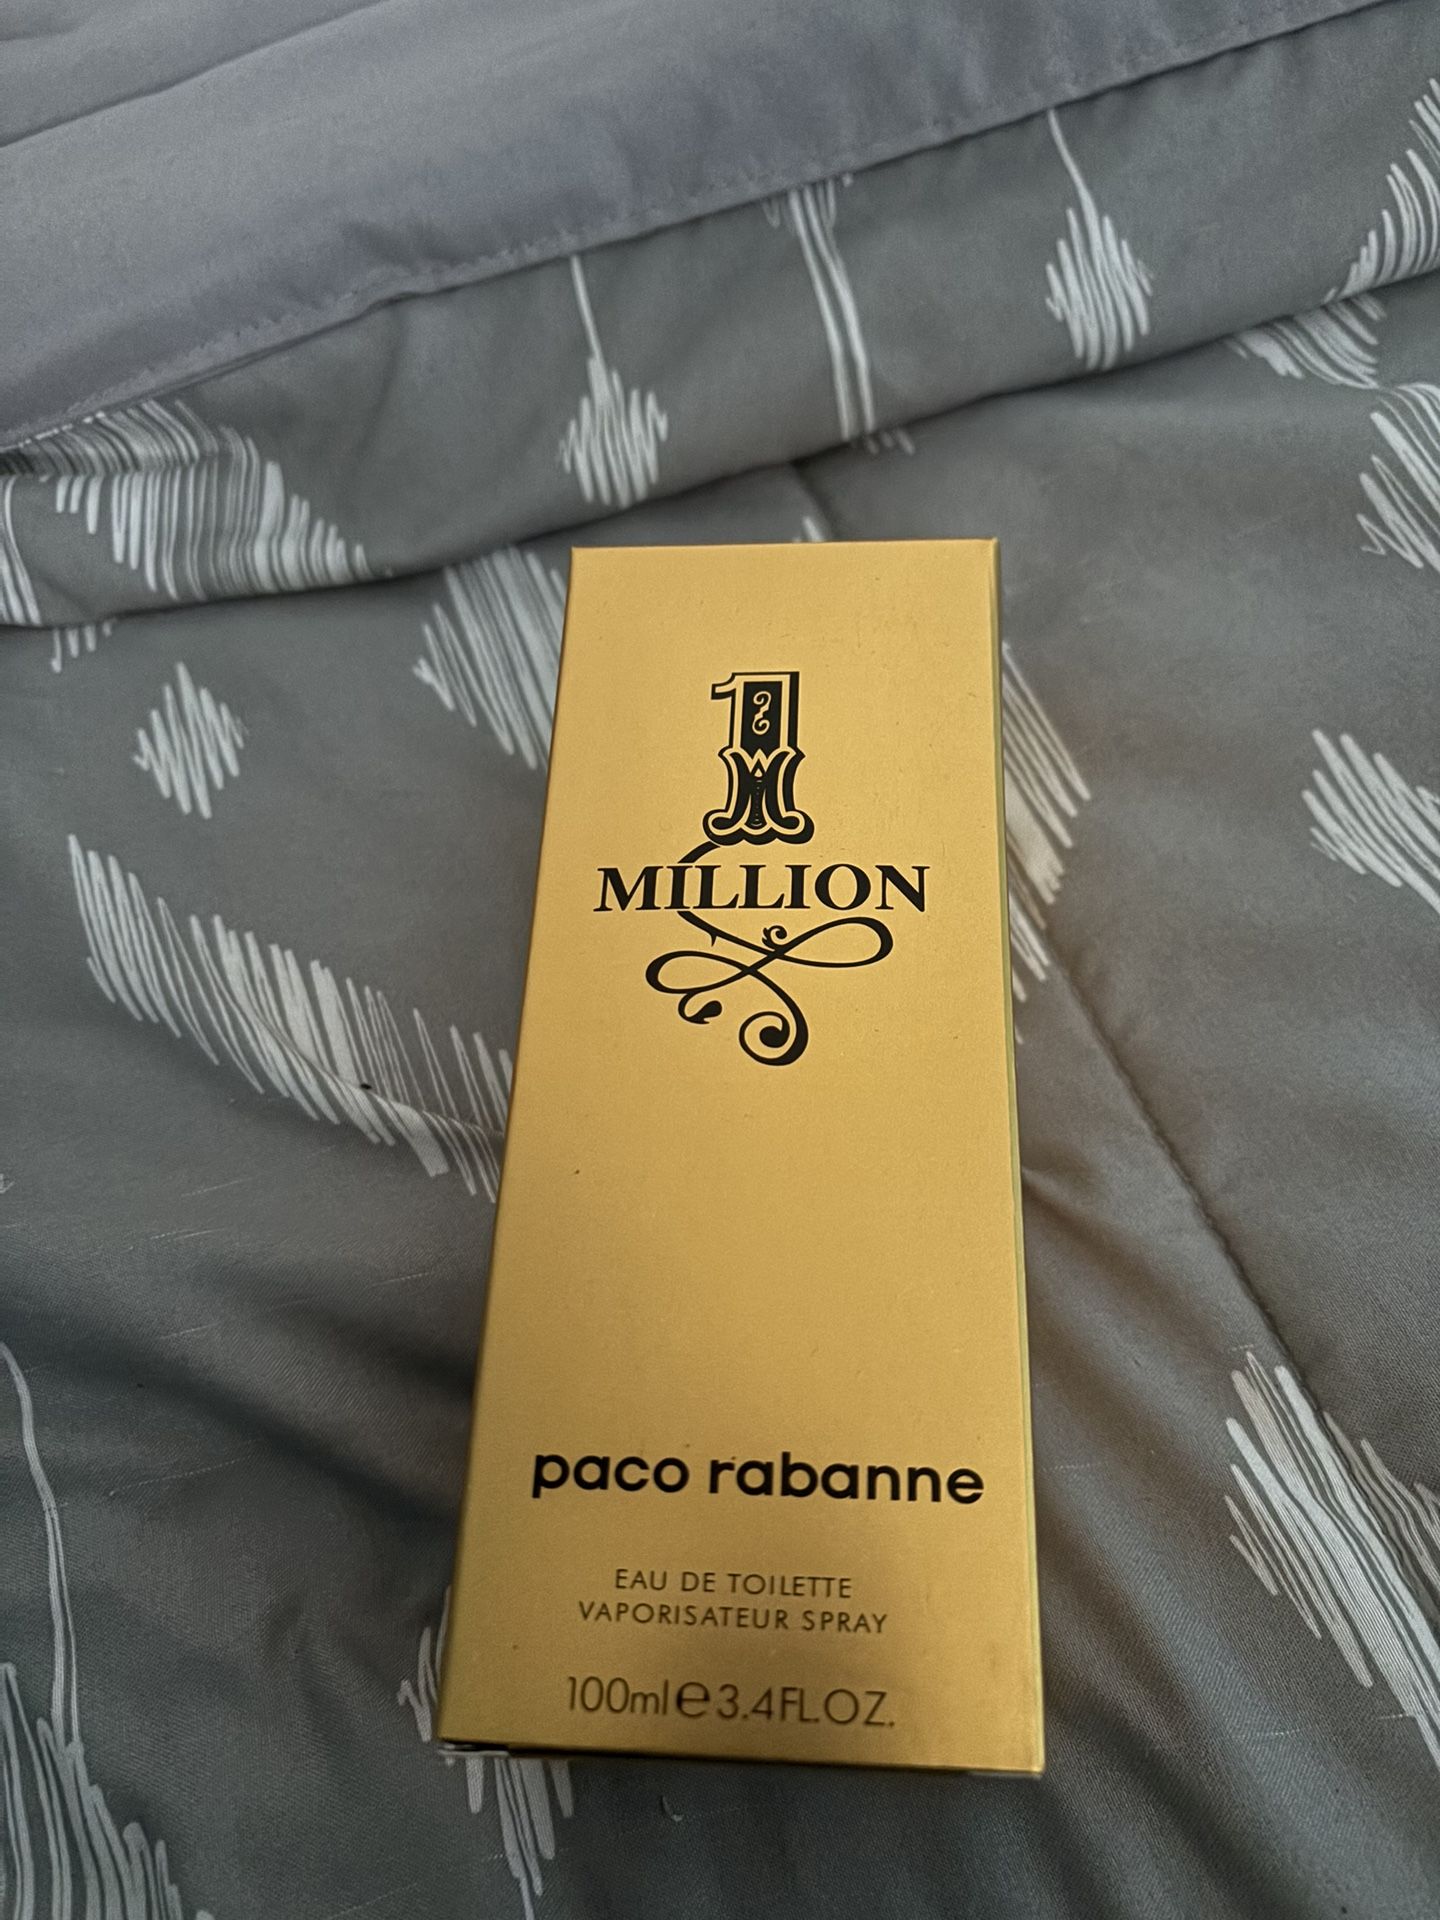 1
MILLION
paco rabanne
EAU DE TOILETTE
VAPORISATEUR SPRAY
100ml e 3.4FL.OZ.